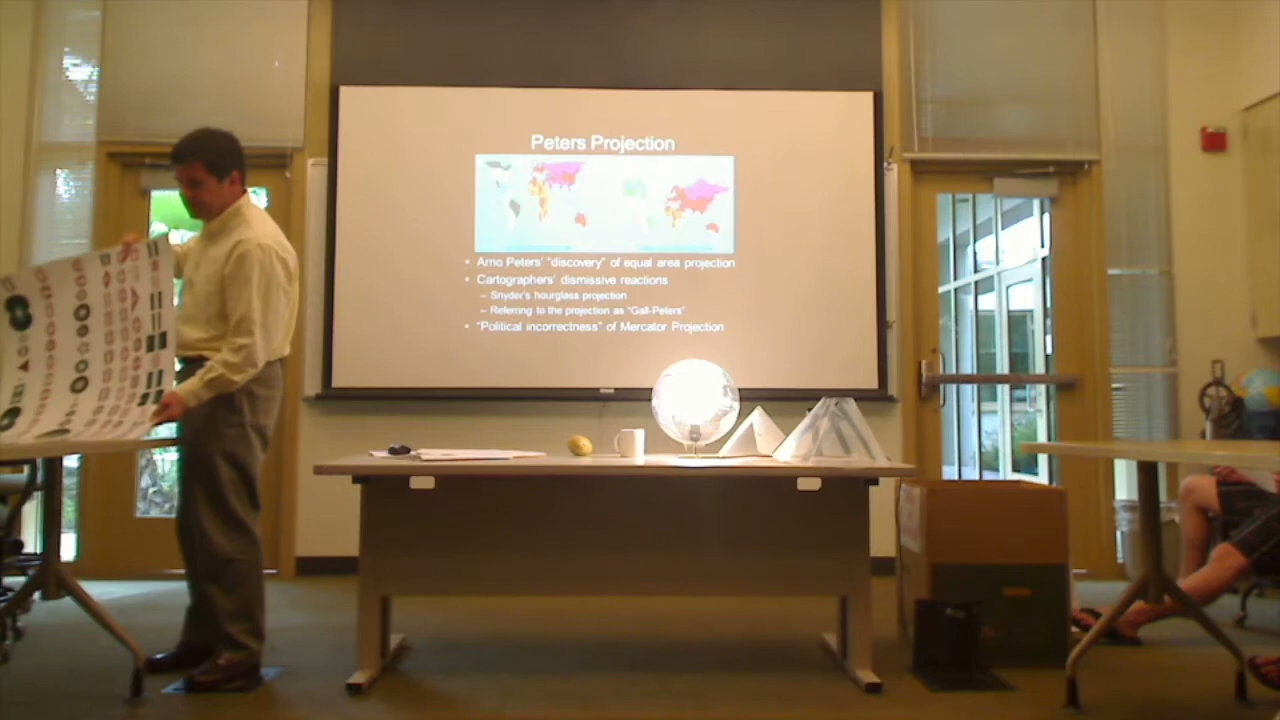 Peters Projection
• Arno Peters' "discovery" of equal area projection
• Cartographers' dismissive reactions
– Snyder's hourglass projection
– Referring to the projection as "Gall-Peters"
• "Political incorrectness" of Mercator Projection